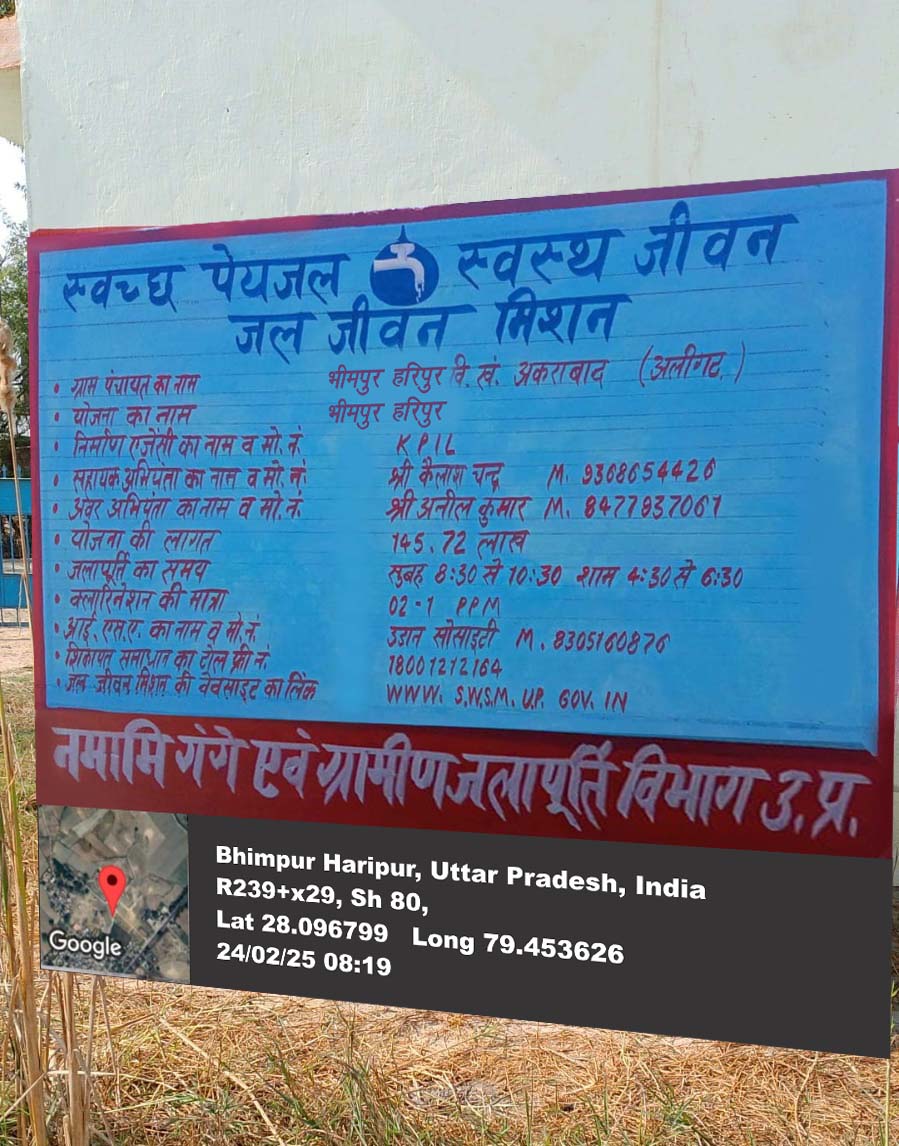 स्वच्छ पेयजल स्वस्थ जीवन
जल जीवन मिशन
• ग्राम पंचायत का नाम भीमपुर हरिपुर वि. खं. अकराबाद (अलीगढ़)
• योजना का नाम भीमपुर हरिपुर
• निर्माण एजेंसी का नाम व मो. नं. KPIL
• सहायक अभियंता का नाम व मो. नं. श्री कैलाश चन्द्र M. 9368654426
• अवर अभियंता का नाम व मो. नं. श्री अनील कुमार M. 8477937061
• योजना की लागत 145.72 लाख
• जलापूर्ति का समय सुबह 8:30 से 10:30 शाम 4:30 से 6:30
• क्लारिनेशन की मात्रा 02-1 PPM
• आई. एस. ए. का नाम व मो. नं. उडान सोसाइटी M. 8305160876
• शिकायत समाधान का टोल फ्री नं. 18001212164
• जल जीवन मिशन की वेवसाइट का लिंक WWW. S.W.S.M. U.P. GOV. IN
नमामि गंगे एवं ग्रामीण जलापूर्ति विभाग उ. प्र.
Bhimpur Haripur, Uttar Pradesh, India
R239+x29, Sh 80,
Lat 28.096799 Long 79.453626
24/02/25 08:19
Google